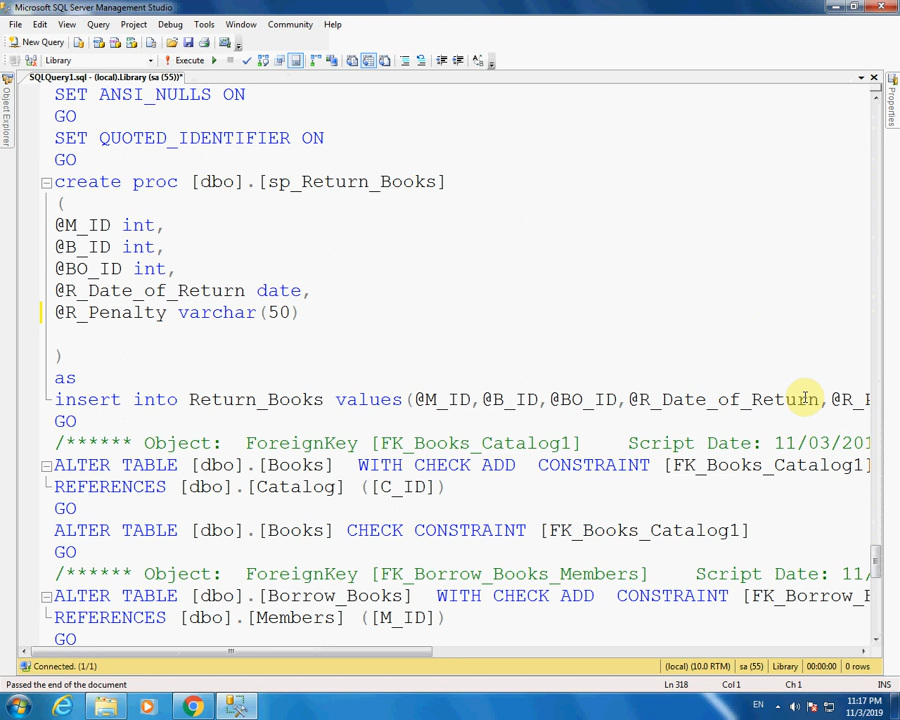 Microsoft SQL Server Management Studio
File Edit View Query Project Debug Tools Window Community Help
New Query
Library Execute
SQLQuery1.sql - (local).Library (sa (55))*
Object Explorer
Properties
SET ANSI_NULLS ON
GO
SET QUOTED_IDENTIFIER ON
GO
create proc [dbo].[sp_Return_Books]
(
@M_ID int,
@B_ID int,
@BO_ID int,
@R_Date_of_Return date,
@R_Penalty varchar(50)
)
as
insert into Return_Books values(@M_ID,@B_ID,@BO_ID,@R_Date_of_Return,@R_P
GO
/****** Object:  ForeignKey [FK_Books_Catalog1]    Script Date: 11/03/201
ALTER TABLE [dbo].[Books]  WITH CHECK ADD  CONSTRAINT [FK_Books_Catalog1]
REFERENCES [dbo].[Catalog] ([C_ID])
GO
ALTER TABLE [dbo].[Books] CHECK CONSTRAINT [FK_Books_Catalog1]
GO
/****** Object:  ForeignKey [FK_Borrow_Books_Members]    Script Date: 11/
ALTER TABLE [dbo].[Borrow_Books]  WITH CHECK ADD  CONSTRAINT [FK_Borrow_B
REFERENCES [dbo].[Members] ([M_ID])
GO
Connected. (1/1) (local) (10.0 RTM) sa (55) Library 00:00:00 0 rows
Passed the end of the document Ln 318 Col 1 Ch 1 INS
EN 11:17 PM
11/3/2019